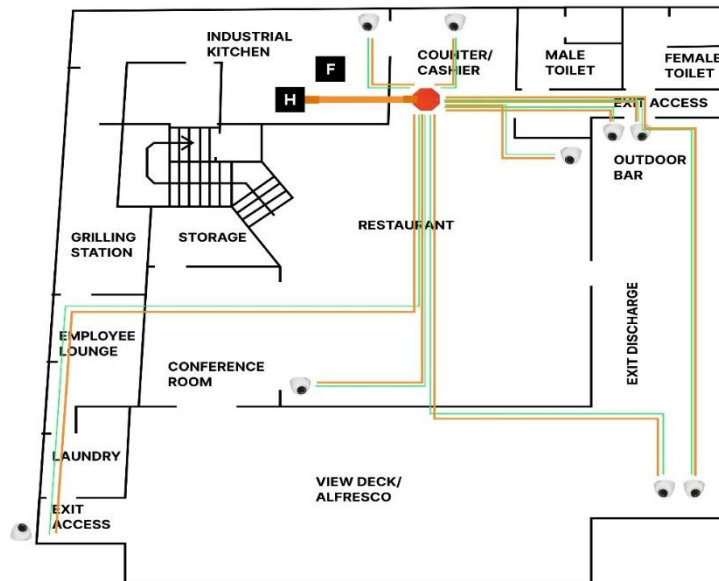 INDUSTRIAL
KITCHEN
F
H
COUNTER/
CASHIER
MALE
TOILET
FEMALE
TOILET
EXIT ACCESS
OUTDOOR
BAR
RESTAURANT
GRILLING
STATION
STORAGE
EXIT DISCHARGE
EMPLOYEE
LOUNGE
CONFERENCE
ROOM
LAUNDRY
VIEW DECK/
ALFRESCO
EXIT
ACCESS